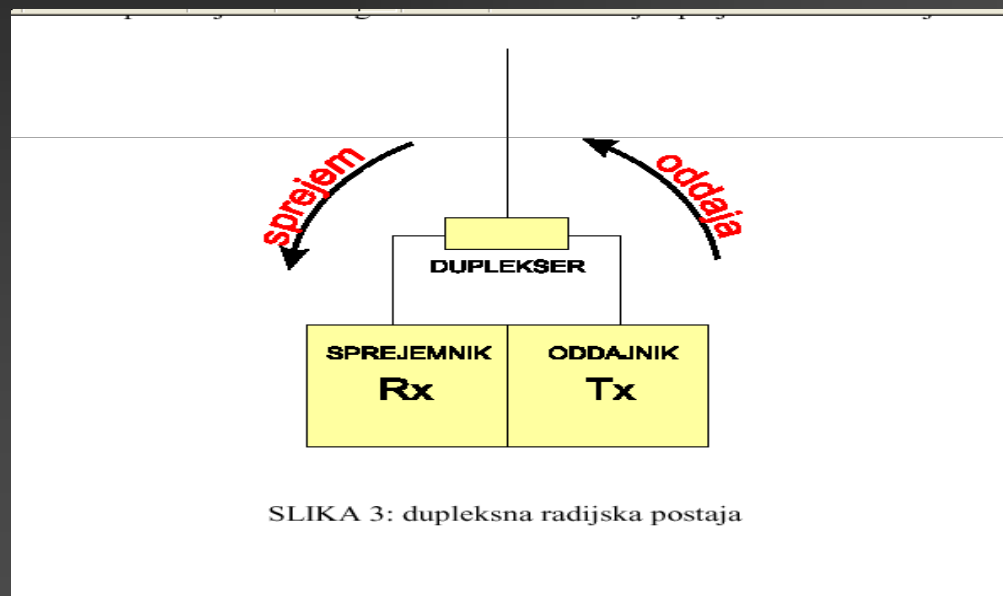 sprejem
oddaja
DUPLEKSER
SPREJEMNIK
ODDAJNIK
Rx
Tx
SLIKA 3: dupleksna radijska postaja